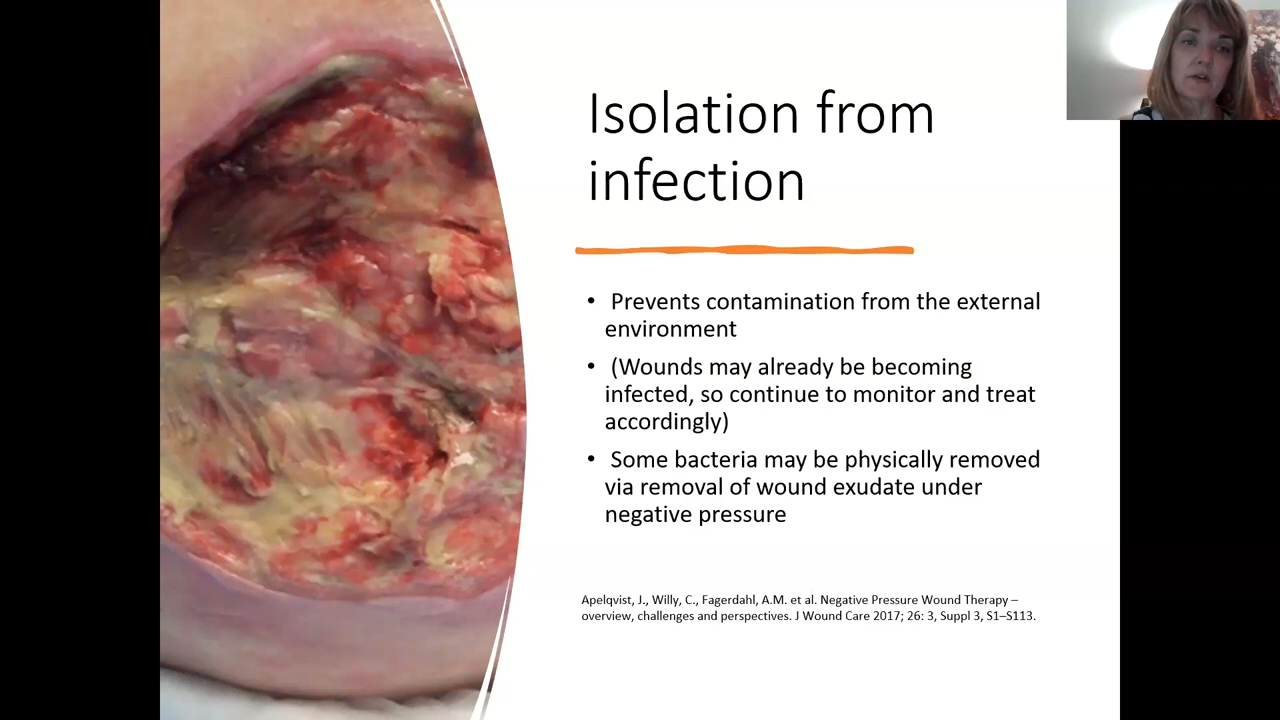 Isolation from
infection
• Prevents contamination from the external
environment
• (Wounds may already be becoming
infected, so continue to monitor and treat
accordingly)
• Some bacteria may be physically removed
via removal of wound exudate under
negative pressure
Apelqvist, J., Willy, C., Fagerdahl, A.M. et al. Negative Pressure Wound Therapy –
overview, challenges and perspectives. J Wound Care 2017; 26: 3, Suppl 3, S1–S113.